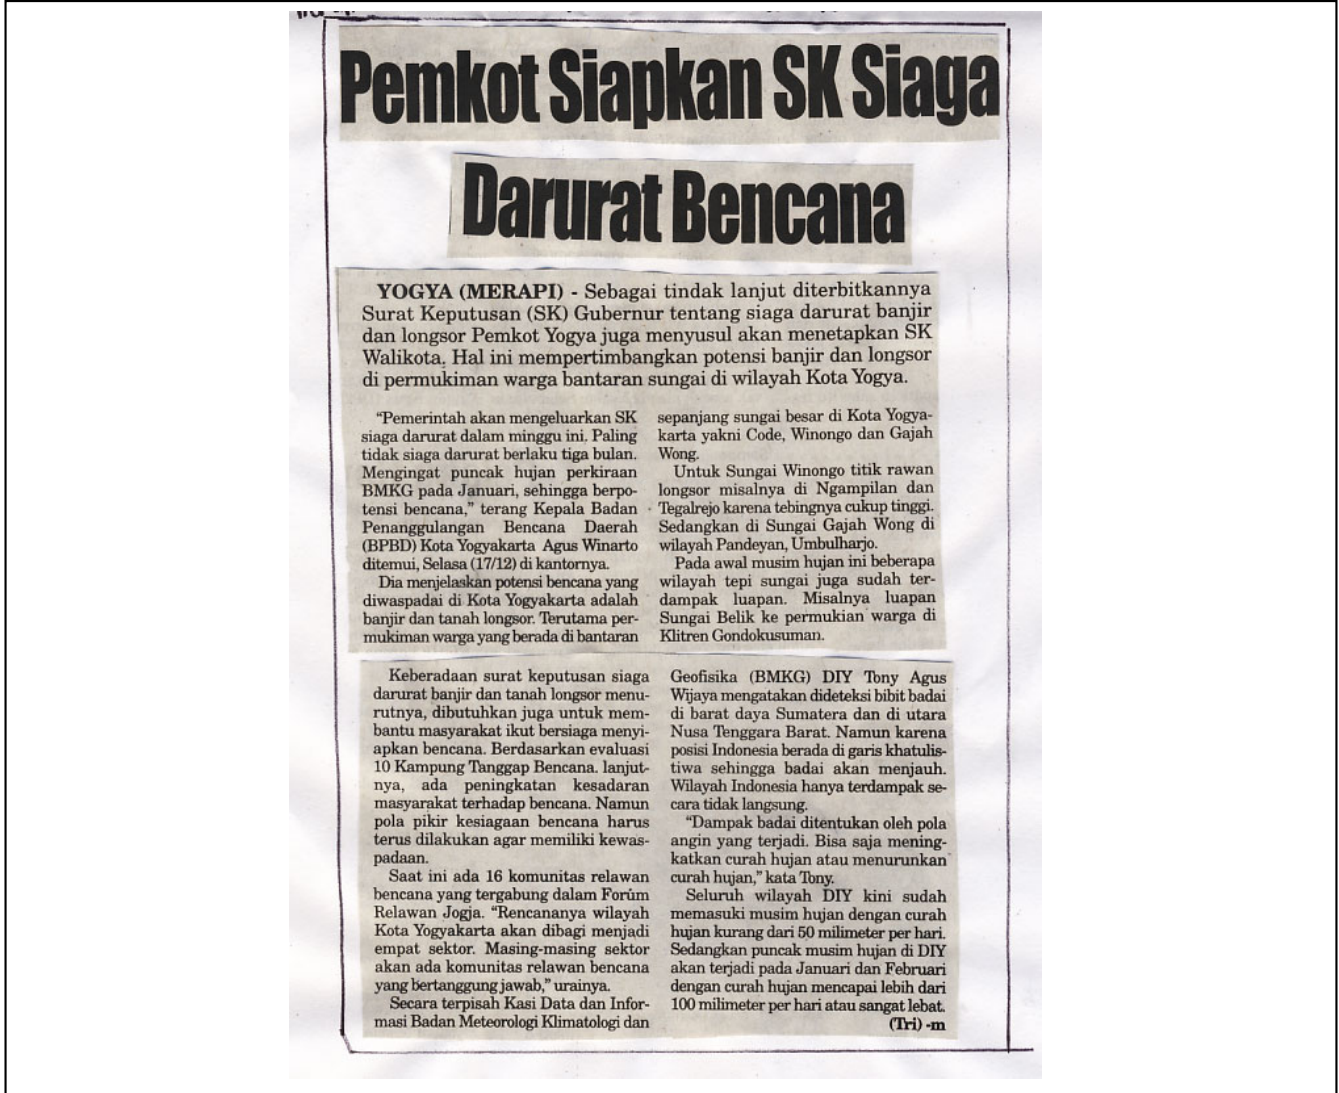 Pemkot Siapkan SK Siaga
Darurat Bencana
YOGYA (MERAPI) - Sebagai tindak lanjut diterbitkannya
Surat Keputusan (SK) Gubernur tentang siaga darurat banjir
dan longsor Pemkot Yogya juga menyusul akan menetapkan SK
Walikota. Hal ini mempertimbangkan potensi banjir dan longsor
di permukiman warga bantaran sungai di wilayah Kota Yogya.
“Pemerintah akan mengeluarkan SK
siaga darurat dalam minggu ini. Paling
tidak siaga darurat berlaku tiga bulan.
Mengingat puncak hujan perkiraan
BMKG pada Januari, sehingga berpo-
tensi bencana,” terang Kepala Badan
Penanggulangan Bencana Daerah
(BPBD) Kota Yogyakarta Agus Winarto
ditemui, Selasa (17/12) di kantornya.
Dia menjelaskan potensi bencana yang
diwaspadai di Kota Yogyakarta adalah
banjir dan tanah longsor. Terutama per-
mukiman warga yang berada di bantaran
sepanjang sungai besar di Kota Yogya-
karta yakni Code, Winongo dan Gajah
Wong.
Untuk Sungai Winongo titik rawan
longsor misalnya di Ngampilan dan
Tegalrejo karena tebingnya cukup tinggi.
Sedangkan di Sungai Gajah Wong di
wilayah Pandeyan, Umbulharjo.
Pada awal musim hujan ini beberapa
wilayah tepi sungai juga sudah ter-
dampak luapan. Misalnya luapan
Sungai Belik ke permukian warga di
Klitren Gondokusuman.
Keberadaan surat keputusan siaga
darurat banjir dan tanah longsor menu-
rutnya, dibutuhkan juga untuk mem-
bantu masyarakat ikut bersiaga menyi-
apkan bencana. Berdasarkan evaluasi
10 Kampung Tanggap Bencana. lanjut-
nya, ada peningkatan kesadaran
masyarakat terhadap bencana. Namun
pola pikir kesiagaan bencana harus
terus dilakukan agar memiliki kewas-
padaan.
Saat ini ada 16 komunitas relawan
bencana yang tergabung dalam Forum
Relawan Jogja. “Rencananya wilayah
Kota Yogyakarta akan dibagi menjadi
empat sektor. Masing-masing sektor
akan ada komunitas relawan bencana
yang bertanggung jawab,” urainya.
Secara terpisah Kasi Data dan Infor-
masi Badan Meteorologi Klimatologi dan
Geofisika (BMKG) DIY Tony Agus
Wijaya mengatakan dideteksi bibit badai
di barat daya Sumatera dan di utara
Nusa Tenggara Barat. Namun karena
posisi Indonesia berada di garis khatulis-
tiwa sehingga badai akan menjauh.
Wilayah Indonesia hanya terdampak se-
cara tidak langsung.
“Dampak badai ditentukan oleh pola
angin yang terjadi. Bisa saja mening-
katkan curah hujan atau menurunkan
curah hujan,” kata Tony.
Seluruh wilayah DIY kini sudah
memasuki musim hujan dengan curah
hujan kurang dari 50 milimeter per hari.
Sedangkan puncak musim hujan di DIY
akan terjadi pada Januari dan Februari
dengan curah hujan mencapai lebih dari
100 milimeter per hari atau sangat lebat.
(Tri) -m